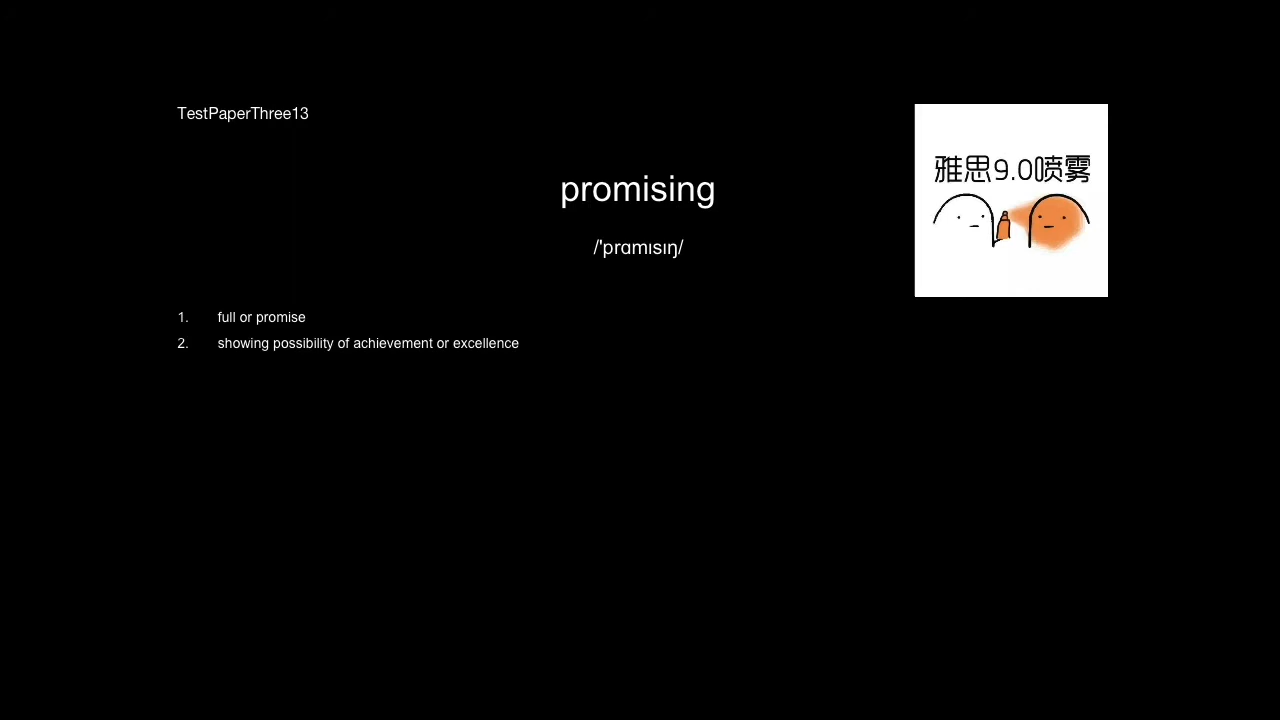 TestPaperThree13
雅思9.0喷雾
promising
/'prɑmɪsɪŋ/
1. full or promise
2. showing possibility of achievement or excellence